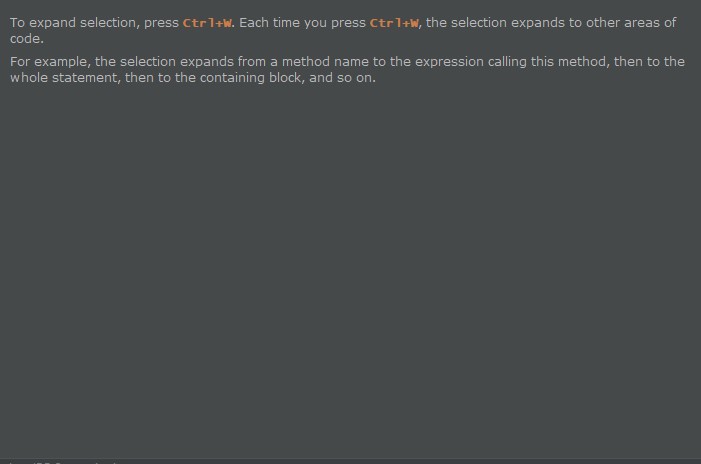 To expand selection, press Ctrl+W. Each time you press Ctrl+W, the selection expands to other areas of
code.
For example, the selection expands from a method name to the expression calling this method, then to the
whole statement, then to the containing block, and so on.